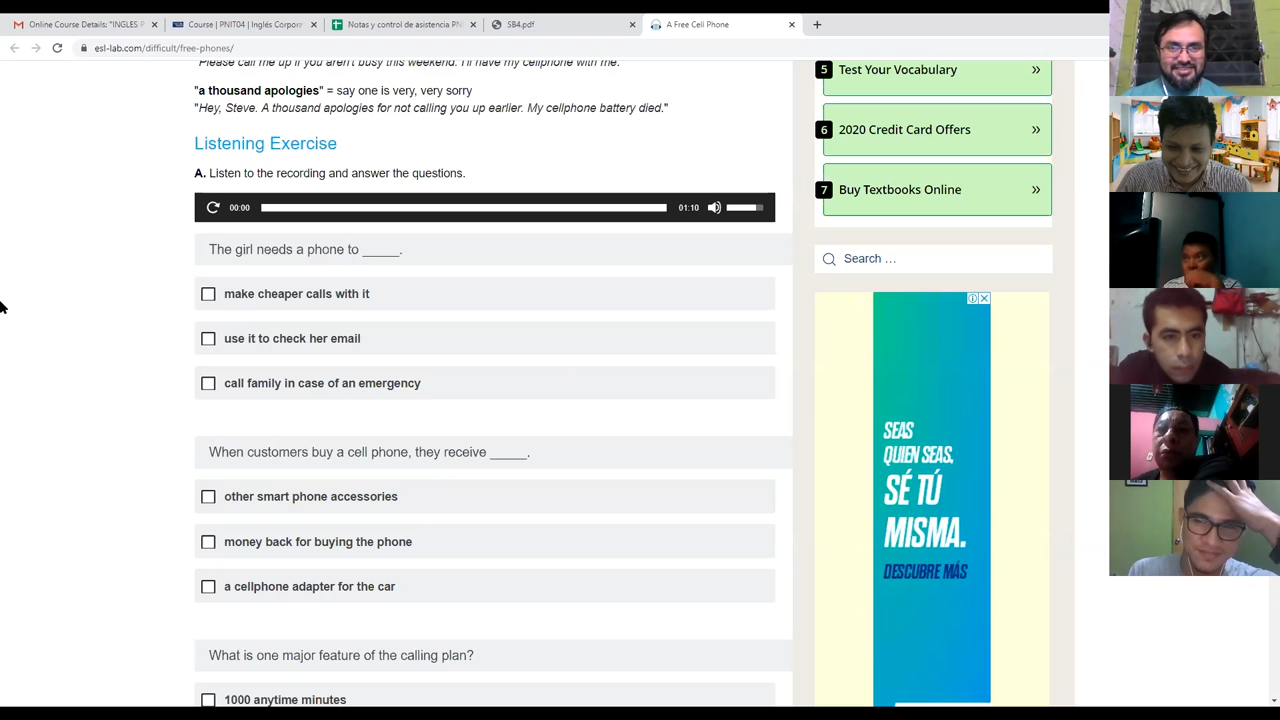 Online Course Details: "INGLES P
Course | PNIT04 | Inglés Corpor
Notas y control de asistencia PN
SB4.pdf
A Free Cell Phone
esl-lab.com/difficult/free-phones/
"Please call me up if you aren't busy this weekend. I'll have my cellphone with me."
"a thousand apologies" = say one is very, very sorry
"Hey, Steve. A thousand apologies for not calling you up earlier. My cellphone battery died."
Listening Exercise
A. Listen to the recording and answer the questions.
00:00 01:10
The girl needs a phone to _____.
make cheaper calls with it
use it to check her email
call family in case of an emergency
When customers buy a cell phone, they receive _____.
other smart phone accessories
money back for buying the phone
a cellphone adapter for the car
What is one major feature of the calling plan?
1000 anytime minutes
5 Test Your Vocabulary »
6 2020 Credit Card Offers »
7 Buy Textbooks Online »
Search …
SEAS
QUIEN SEAS,
SÉ TÚ
MISMA.
DESCUBRE MÁS